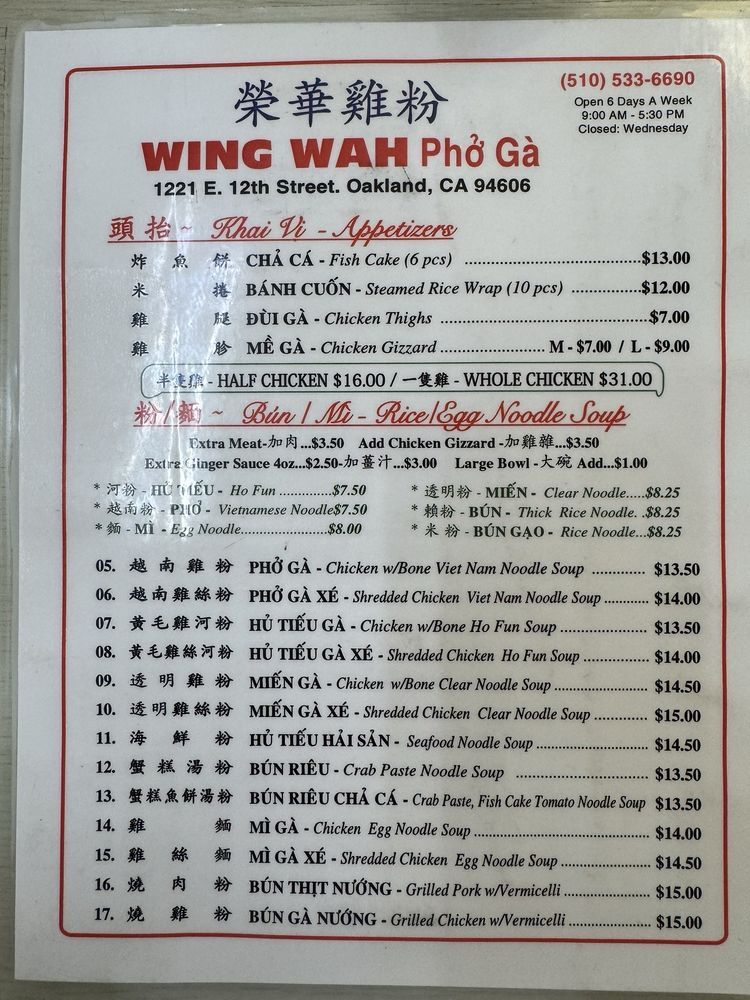 榮華雞粉
(510) 533-6690
Open 6 Days A Week
9:00 AM - 5:30 PM
Closed: Wednesday
WING WAH Phở Gà
1221 E. 12th Street. Oakland, CA 94606
頭抬~ Khai Vị - Appetizers
炸魚餅 CHẢ CÁ - Fish Cake (6 pcs) $13.00
米捲 BÁNH CUỐN - Steamed Rice Wrap (10 pcs) $12.00
雞腿 ĐÙI GÀ - Chicken Thighs $7.00
雞胗 MỀ GÀ - Chicken Gizzard M - $7.00 / L - $9.00
半隻雞 - HALF CHICKEN $16.00 / 一隻雞 - WHOLE CHICKEN $31.00
粉/麵 ~ Bún / Mì - Rice/Egg Noodle Soup
Extra Meat-加肉...$3.50 Add Chicken Gizzard -加雞雜...$3.50
Extra Ginger Sauce 4oz...$2.50-加薑汁...$3.00 Large Bowl -大碗 Add...$1.00
* 河粉 - HỦ TIẾU - Ho Fun $7.50
* 越南粉 - PHỞ - Vietnamese Noodle $7.50
* 麵 - MÌ - Egg Noodle $8.00
* 透明粉 - MIẾN - Clear Noodle $8.25
* 賴粉 - BÚN - Thick Rice Noodle $8.25
* 米粉 - BÚN GẠO - Rice Noodle $8.25
05. 越南雞粉 PHỞ GÀ - Chicken w/Bone Viet Nam Noodle Soup $13.50
06. 越南雞絲粉 PHỞ GÀ XÉ - Shredded Chicken Viet Nam Noodle Soup $14.00
07. 黃毛雞河粉 HỦ TIẾU GÀ - Chicken w/Bone Ho Fun Soup $13.50
08. 黃毛雞絲河粉 HỦ TIẾU GÀ XÉ - Shredded Chicken Ho Fun Soup $14.00
09. 透明雞粉 MIẾN GÀ - Chicken w/Bone Clear Noodle Soup $14.50
10. 透明雞絲粉 MIẾN GÀ XÉ - Shredded Chicken Clear Noodle Soup $15.00
11. 海鮮粉 HỦ TIẾU HẢI SẢN - Seafood Noodle Soup $14.50
12. 蟹糕湯粉 BÚN RIÊU - Crab Paste Noodle Soup $13.50
13. 蟹糕魚餅湯粉 BÚN RIÊU CHẢ CÁ - Crab Paste, Fish Cake Tomato Noodle Soup $13.50
14. 雞麵 MÌ GÀ - Chicken Egg Noodle Soup $14.00
15. 雞絲麵 MÌ GÀ XÉ - Shredded Chicken Egg Noodle Soup $14.50
16. 燒肉粉 BÚN THỊT NƯỚNG - Grilled Pork w/Vermicelli $15.00
17. 燒雞粉 BÚN GÀ NƯỚNG - Grilled Chicken w/Vermicelli $15.00